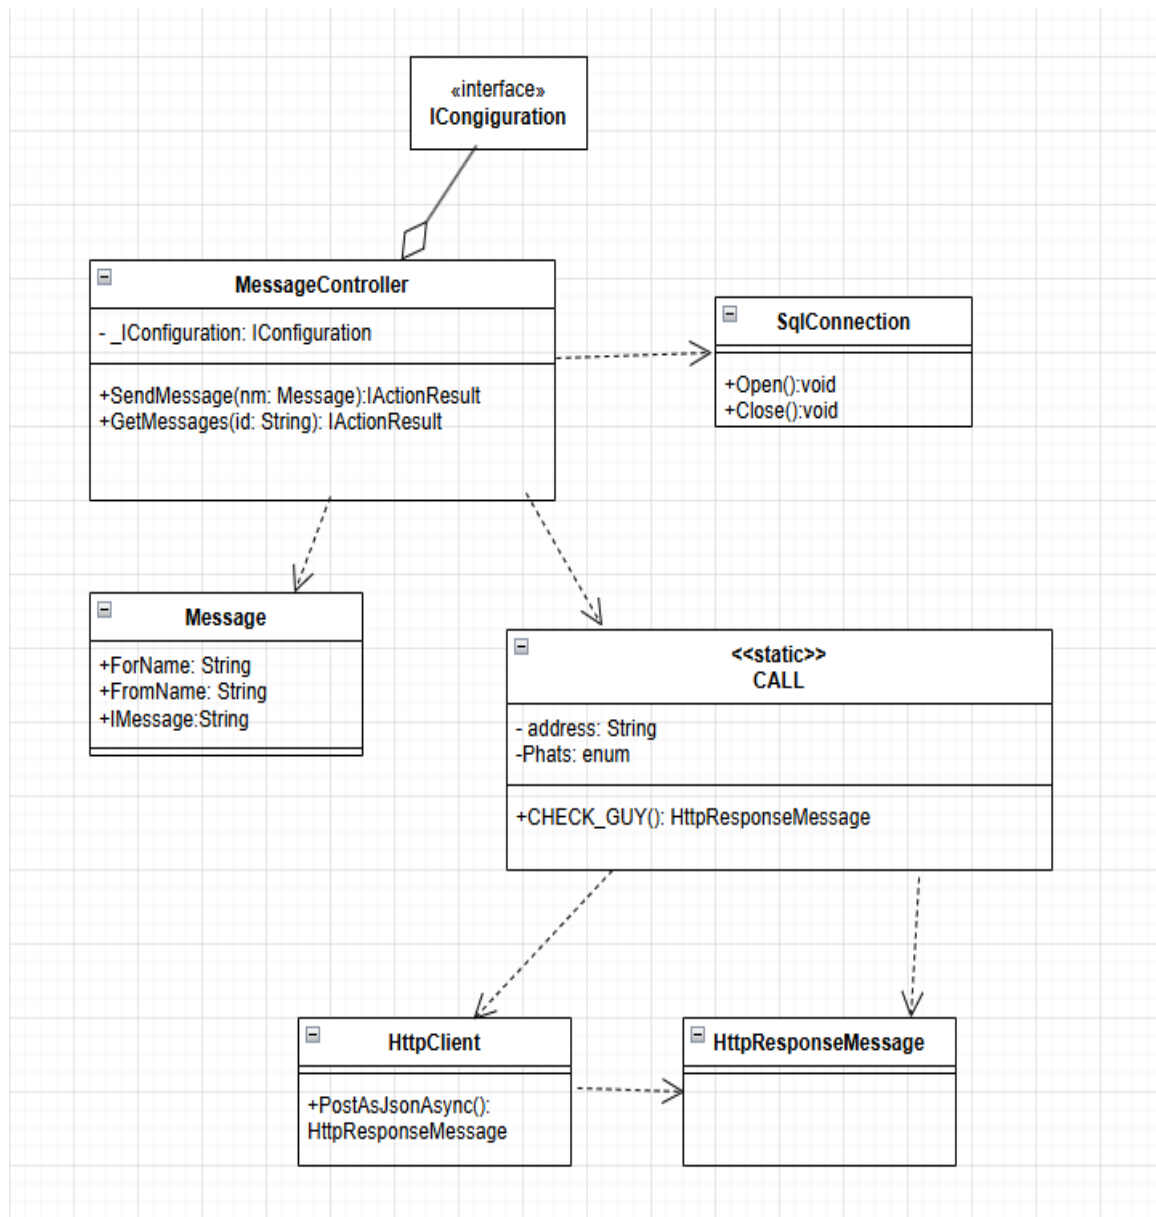 «interface»
ICongiguration
MessageController
- _IConfiguration: IConfiguration
+SendMessage(nm: Message):IActionResult
+GetMessages(id: String): IActionResult
SqlConnection
+Open():void
+Close():void
Message
+ForName: String
+FromName: String
+IMessage:String
<<static>>
CALL
- address: String
-Phats: enum
+CHECK_GUY(): HttpResponseMessage
HttpClient
+PostAsJsonAsync():
HttpResponseMessage
HttpResponseMessage